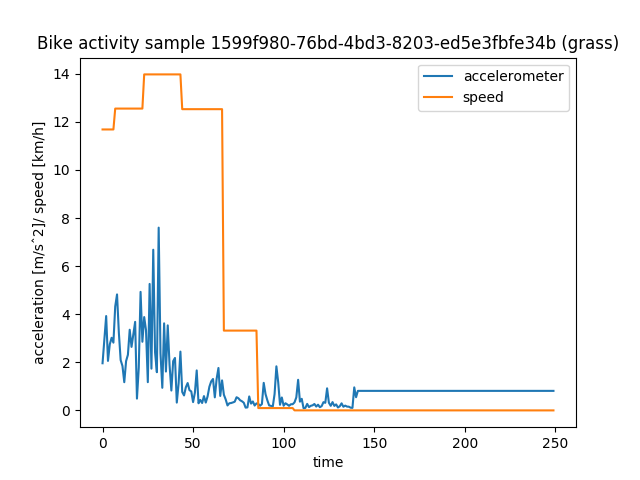 Bike activity sample 1599f980-76bd-4bd3-8203-ed5e3fbfe34b (grass)
accelerometer
speed
acceleration [m/sˆ2]/ speed [km/h]
14
12
10
8
6
4
2
0
0 50 100 150 200 250
time